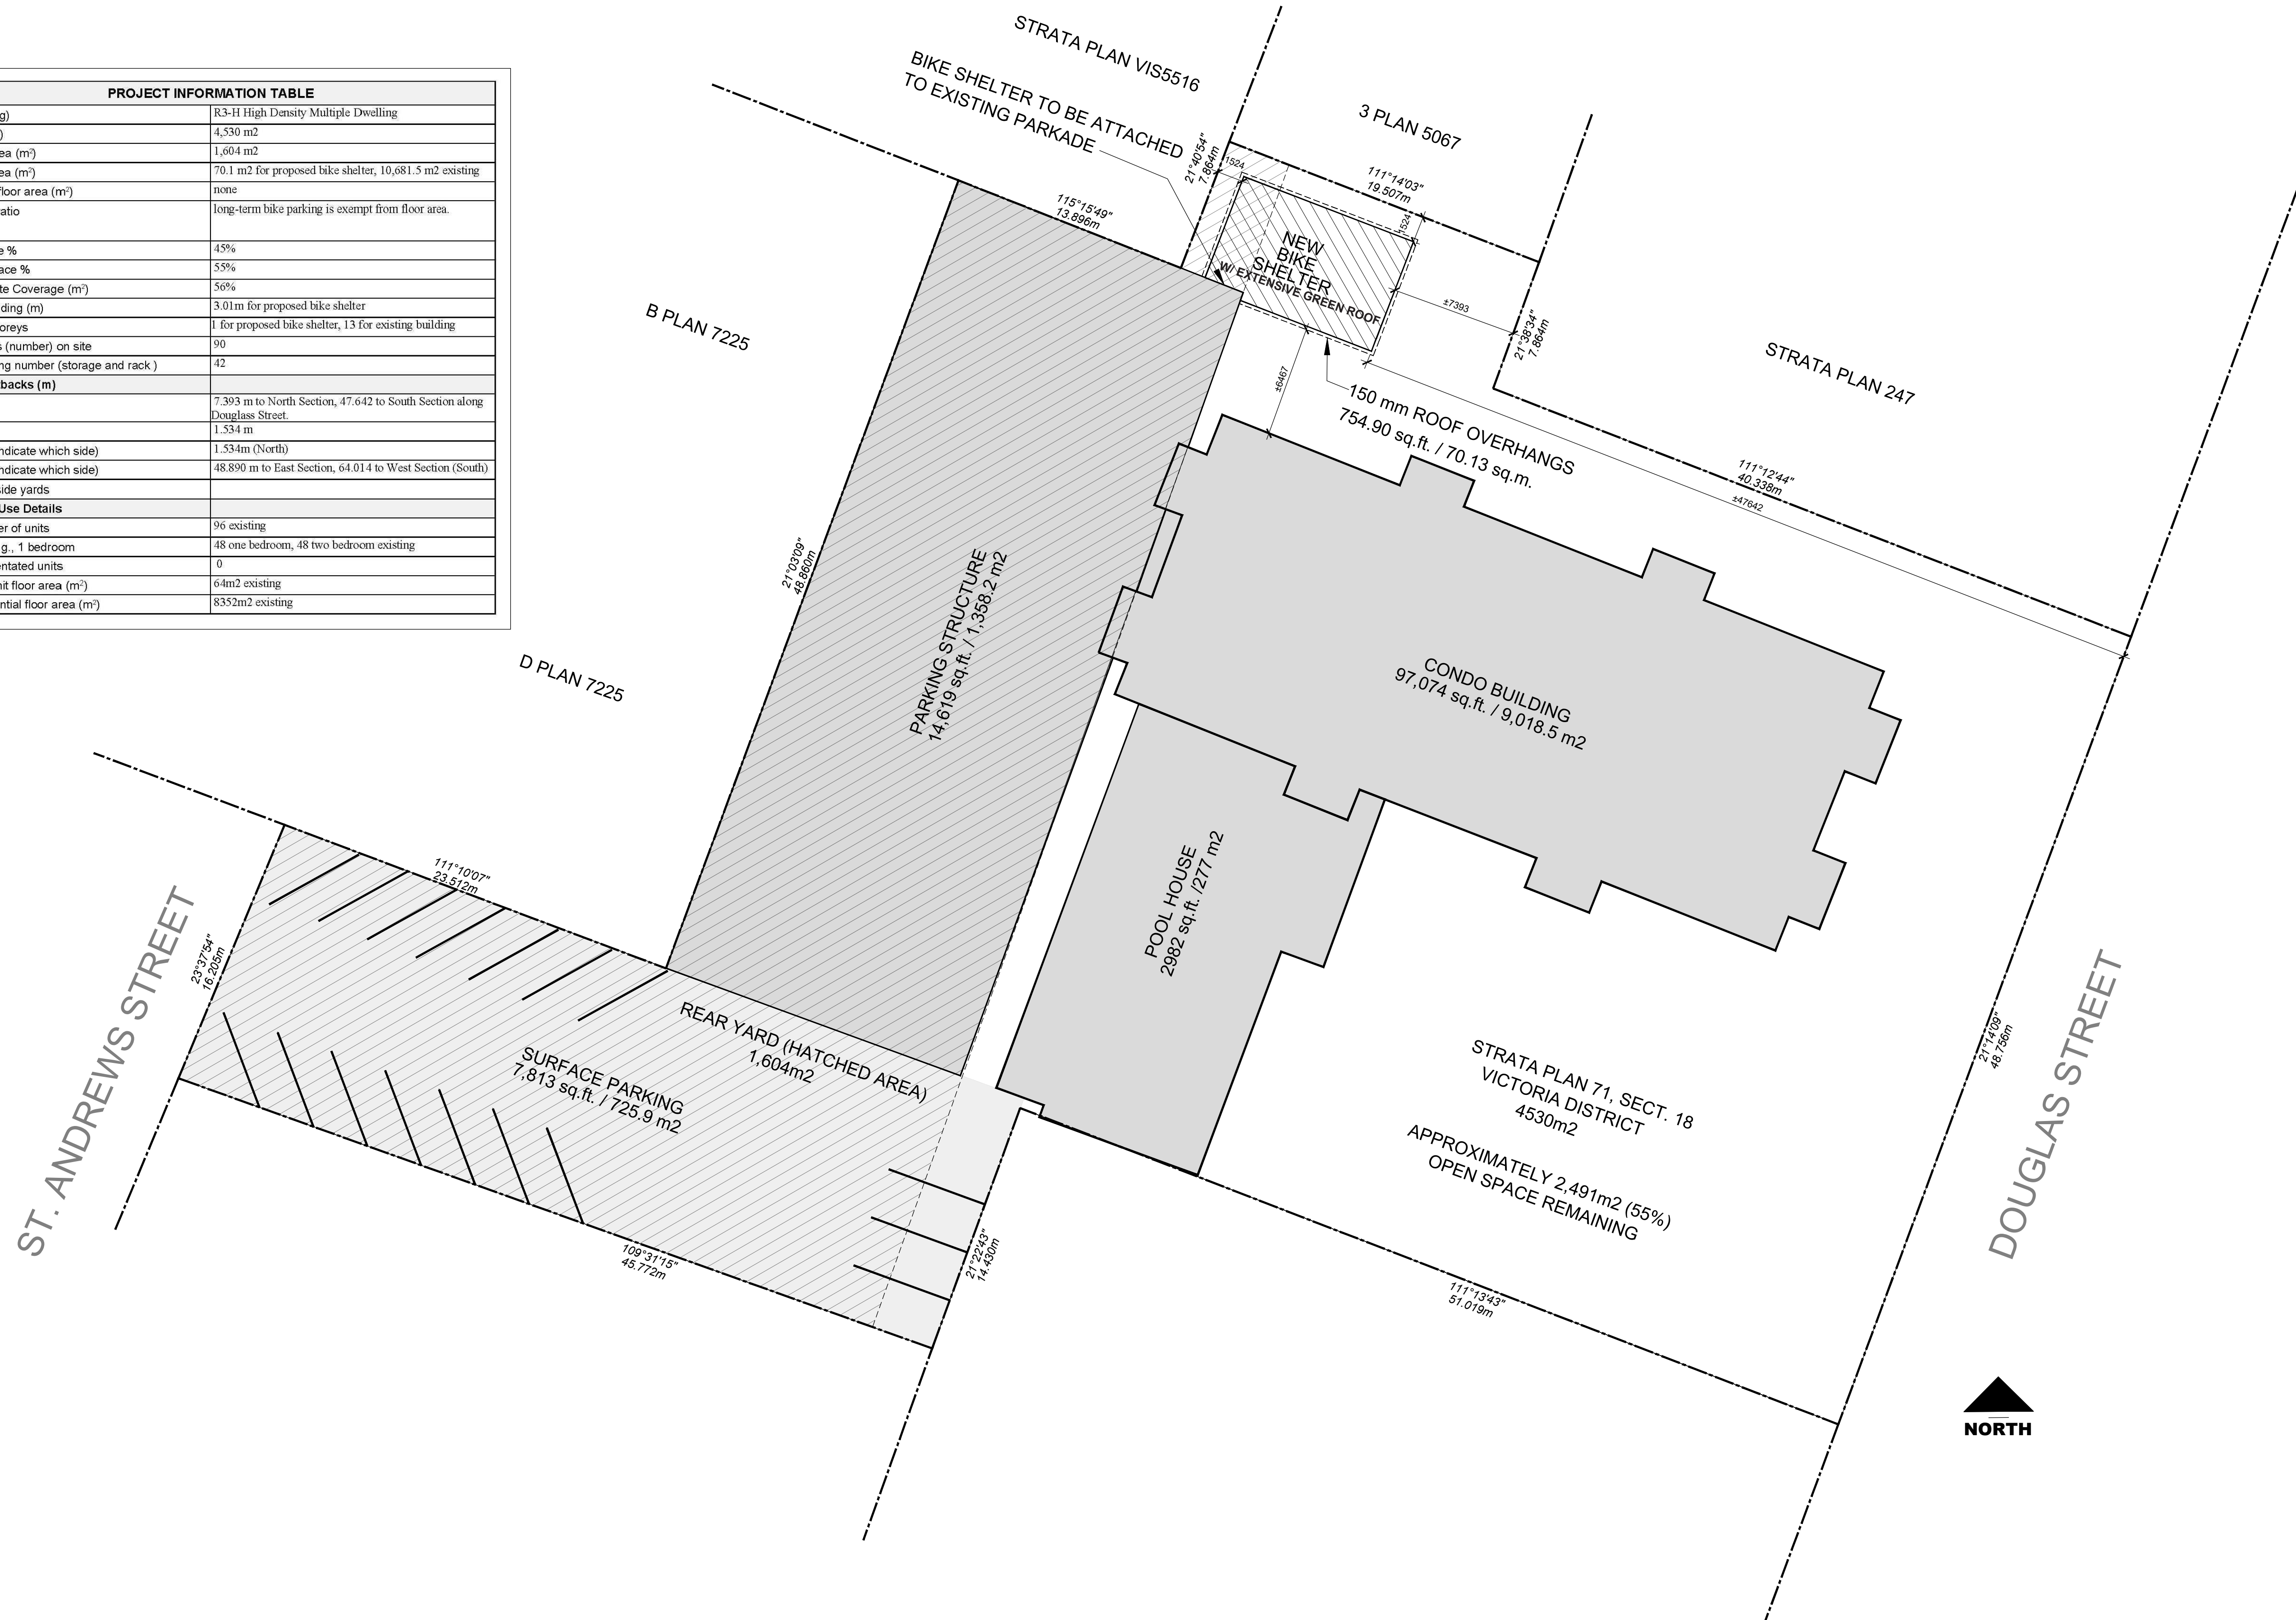 PROJECT INFORMATION TABLE
g) R3-H High Density Multiple Dwelling
) 4,530 m2
ea (m²) 1,604 m2
ea (m²) 70.1 m2 for proposed bike shelter, 10,681.5 m2 existing
floor area (m²) none
atio long-term bike parking is exempt from floor area.
e % 45%
ace % 55%
te Coverage (m²) 56%
ding (m) 3.01m for proposed bike shelter
oreys 1 for proposed bike shelter, 13 for existing building
s (number) on site 90
ng number (storage and rack ) 42
backs (m)
7.393 m to North Section, 47.642 to South Section along
Douglass Street.
1.534 m
ndicate which side) 1.534m (North)
ndicate which side) 48.890 m to East Section, 64.014 to West Section (South)
side yards
Use Details
er of units 96 existing
g., 1 bedroom 48 one bedroom, 48 two bedroom existing
entated units 0
nit floor area (m²) 64m2 existing
ntial floor area (m²) 8352m2 existing
STRATA PLAN VIS5516
BIKE SHELTER TO BE ATTACHED
TO EXISTING PARKADE
3 PLAN 5067
21°40'54"
7.864m
1524
111°14'03"
19.507m
1524
115°15'49"
13.896m
NEW
BIKE
SHELTER
W/ EXTENSIVE GREEN ROOF
±7393
21°38'34"
7.864m
±6467
150 mm ROOF OVERHANGS
754.90 sq.ft. / 70.13 sq.m.
STRATA PLAN 247
111°12'44"
40.338m
±47642
B PLAN 7225
D PLAN 7225
21°03'09"
48.860m
PARKING STRUCTURE
14,619 sq.ft. / 1,358.2 m2
CONDO BUILDING
97,074 sq.ft. / 9,018.5 m2
POOL HOUSE
2982 sq.ft. /277 m2
111°10'07"
23.512m
23°37'54"
16.205m
ST. ANDREWS STREET
REAR YARD (HATCHED AREA)
1,604m2
SURFACE PARKING
7,813 sq.ft. / 725.9 m2
109°31'15"
45.772m
21°22'43"
14.430m
STRATA PLAN 71, SECT. 18
VICTORIA DISTRICT
4530m2
APPROXIMATELY 2,491m2 (55%)
OPEN SPACE REMAINING
111°13'43"
51.019m
21°14'09"
48.756m
DOUGLAS STREET
NORTH